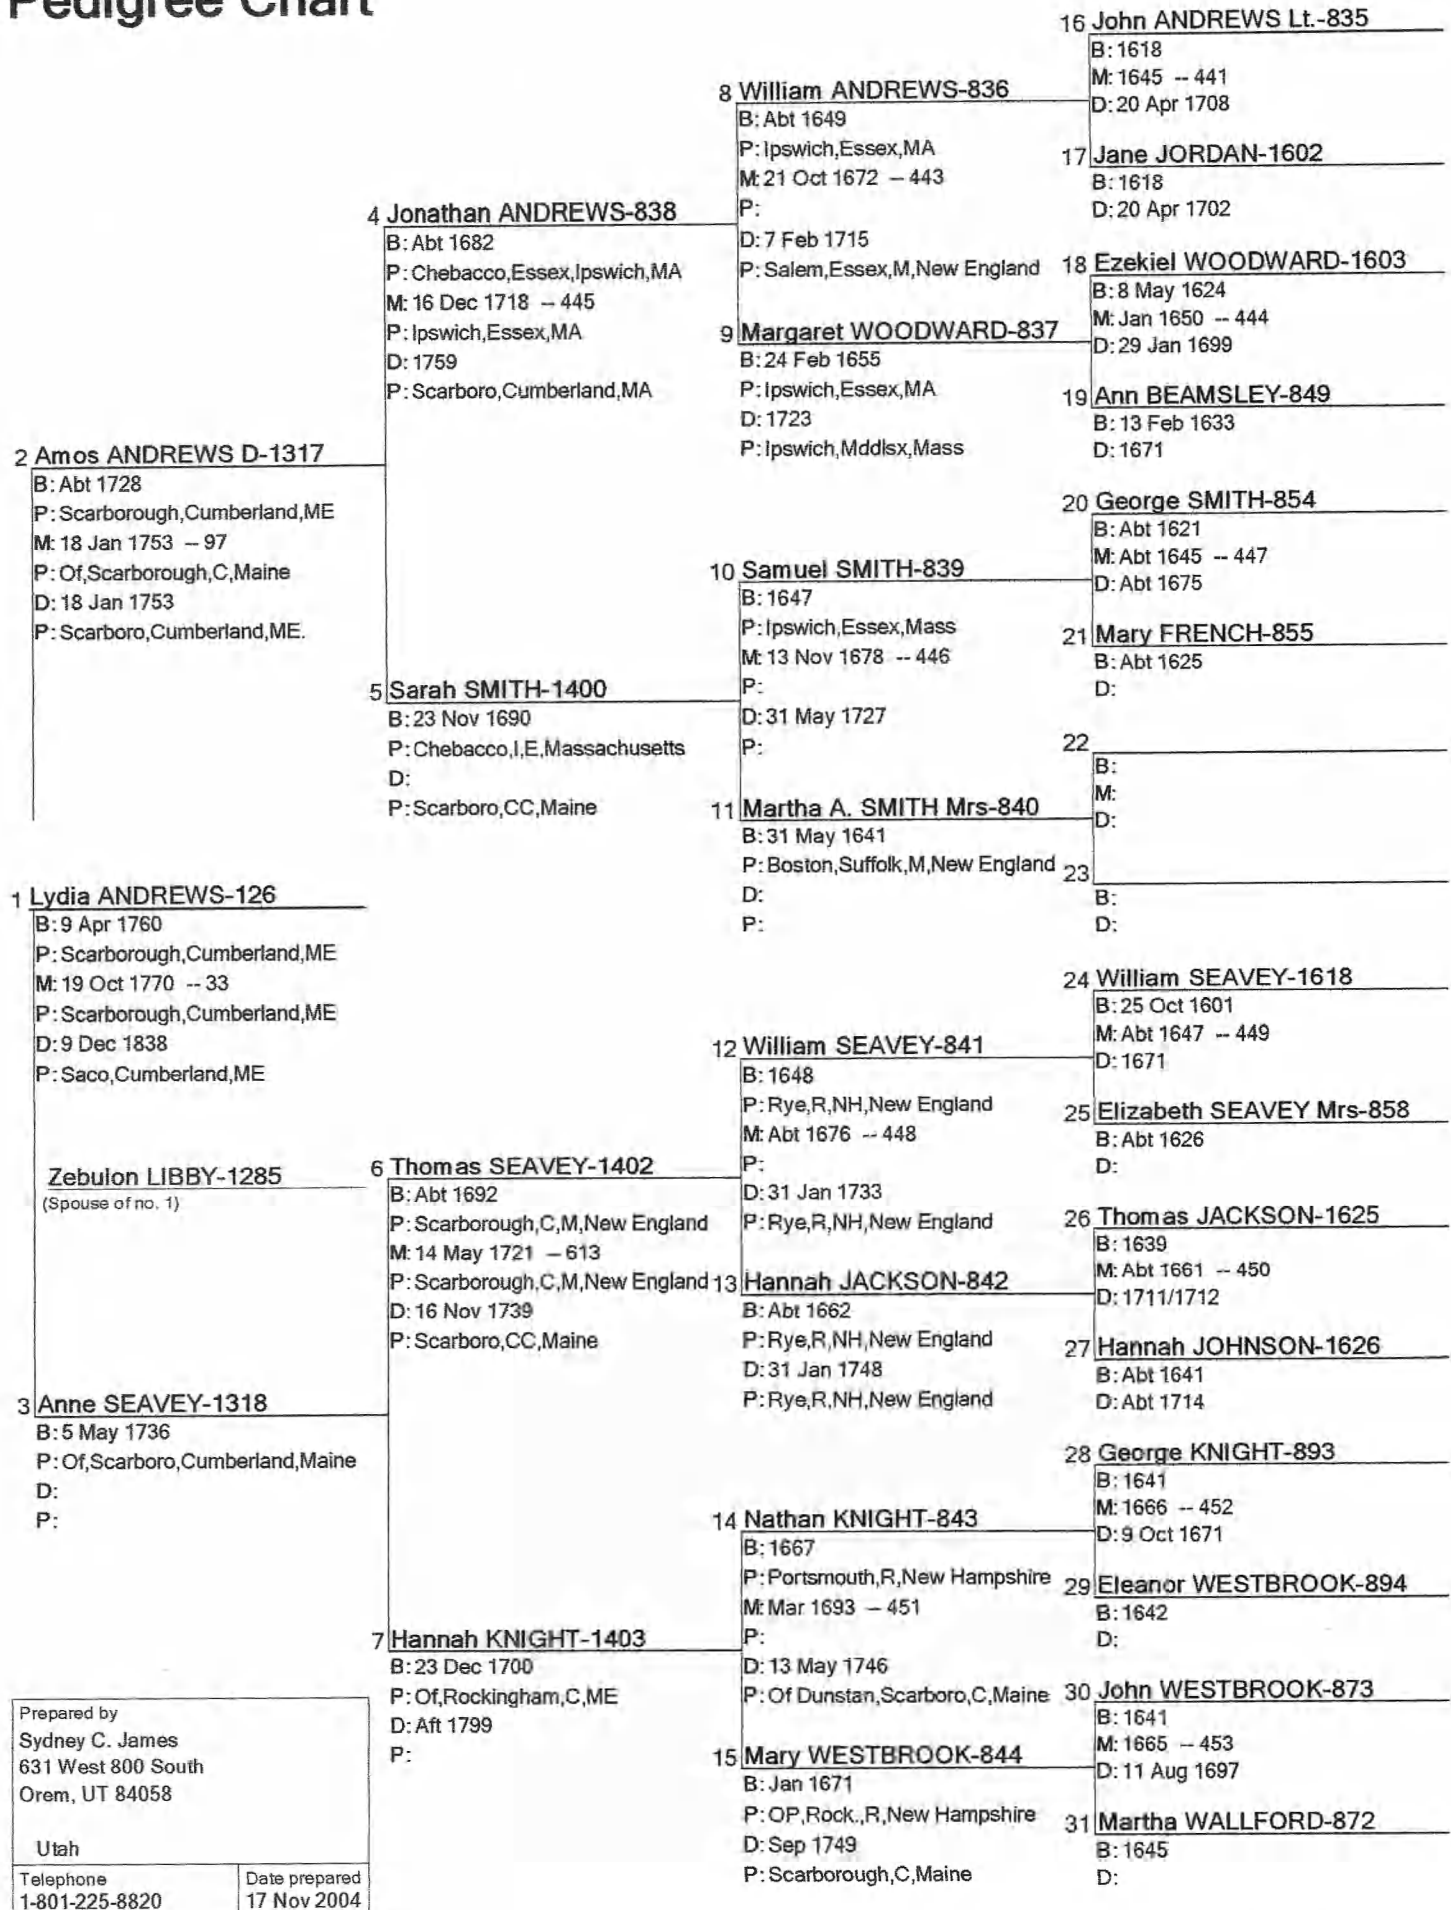 Pedigree Chart
16 John ANDREWS Lt.-835
B: 1618
M: 1645 -- 441
D: 20 Apr 1708
8 William ANDREWS-836
B: Abt 1649
P: Ipswich,Essex,MA
M: 21 Oct 1672 -- 443
P:
D: 7 Feb 1715
P: Salem,Essex,M,New England
17 Jane JORDAN-1602
B: 1618
D: 20 Apr 1702
4 Jonathan ANDREWS-838
B: Abt 1682
P: Chebacco,Essex,Ipswich,MA
M: 16 Dec 1718 -- 445
P: Ipswich,Essex,MA
D: 1759
P: Scarboro,Cumberland,MA
18 Ezekiel WOODWARD-1603
B: 8 May 1624
M: Jan 1650 -- 444
D: 29 Jan 1699
9 Margaret WOODWARD-837
B: 24 Feb 1655
P: Ipswich,Essex,MA
D: 1723
P: Ipswich,Mddlsx,Mass
19 Ann BEAMSLEY-849
B: 13 Feb 1633
D: 1671
2 Amos ANDREWS D-1317
B: Abt 1728
P: Scarborough,Cumberland,ME
M: 18 Jan 1753 -- 97
P: Of,Scarborough,C,Maine
D: 18 Jan 1753
P: Scarboro,Cumberland,ME.
20 George SMITH-854
B: Abt 1621
M: Abt 1645 -- 447
D: Abt 1675
10 Samuel SMITH-839
B: 1647
P: Ipswich,Essex,Mass
M: 13 Nov 1678 -- 446
P:
D: 31 May 1727
P:
21 Mary FRENCH-855
B: Abt 1625
D:
5 Sarah SMITH-1400
B: 23 Nov 1690
P: Chebacco,I,E,Massachusetts
D:
P: Scarboro,CC,Maine
22
B:
M:
D:
11 Martha A. SMITH Mrs-840
B: 31 May 1641
P: Boston,Suffolk,M,New England
D:
P:
23
B:
D:
1 Lydia ANDREWS-126
B: 9 Apr 1760
P: Scarborough,Cumberland,ME
M: 19 Oct 1770 -- 33
P: Scarborough,Cumberland,ME
D: 9 Dec 1838
P: Saco,Cumberland,ME
Zebulon LIBBY-1285
(Spouse of no. 1)
24 William SEAVEY-1618
B: 25 Oct 1601
M: Abt 1647 -- 449
D: 1671
12 William SEAVEY-841
B: 1648
P: Rye,R,NH,New England
M: Abt 1676 -- 448
P:
D: 31 Jan 1733
P: Rye,R,NH,New England
25 Elizabeth SEAVEY Mrs-858
B: Abt 1626
D:
6 Thomas SEAVEY-1402
B: Abt 1692
P: Scarborough,C,M,New England
M: 14 May 1721 -- 613
P: Scarborough,C,M,New England
D: 16 Nov 1739
P: Scarboro,CC,Maine
26 Thomas JACKSON-1625
B: 1639
M: Abt 1661 -- 450
D: 1711/1712
13 Hannah JACKSON-842
B: Abt 1662
P: Rye,R,NH,New England
D: 31 Jan 1748
P: Rye,R,NH,New England
27 Hannah JOHNSON-1626
B: Abt 1641
D: Abt 1714
3 Anne SEAVEY-1318
B: 5 May 1736
P: Of,Scarboro,Cumberland,Maine
D:
P:
28 George KNIGHT-893
B: 1641
M: 1666 -- 452
D: 9 Oct 1671
14 Nathan KNIGHT-843
B: 1667
P: Portsmouth,R,New Hampshire
M: Mar 1693 -- 451
P:
D: 13 May 1746
P: Of Dunstan,Scarboro,C,Maine
29 Eleanor WESTBROOK-894
B: 1642
D:
7 Hannah KNIGHT-1403
B: 23 Dec 1700
P: Of,Rockingham,C,ME
D: Aft 1799
P:
30 John WESTBROOK-873
B: 1641
M: 1665 -- 453
D: 11 Aug 1697
15 Mary WESTBROOK-844
B: Jan 1671
P: OP,Rock.,R,New Hampshire
D: Sep 1749
P: Scarborough,C,Maine
31 Martha WALLFORD-872
B: 1645
D:
Prepared by
Sydney C. James
631 West 800 South
Orem, UT 84058
Utah
Telephone
1-801-225-8820
Date prepared
17 Nov 2004